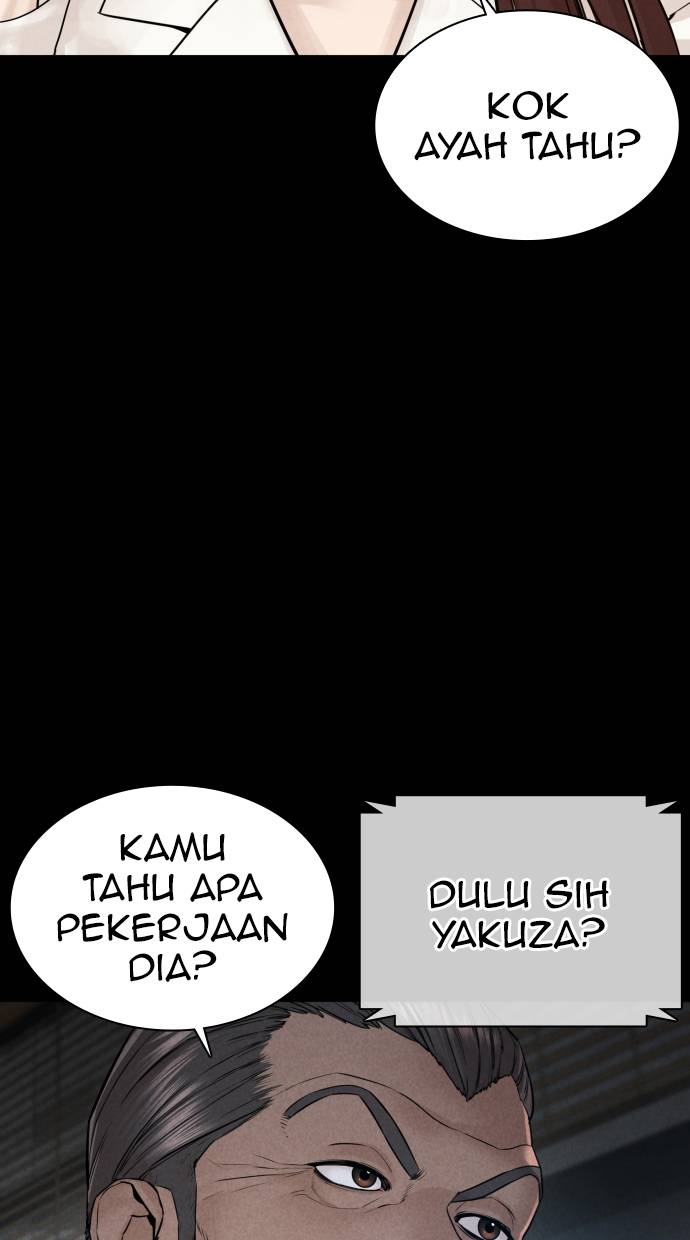 KOK
AYAH TAHU?
KAMU
TAHU APA
PEKERJAAN
DIA?
DULU SIH
YAKUZA?